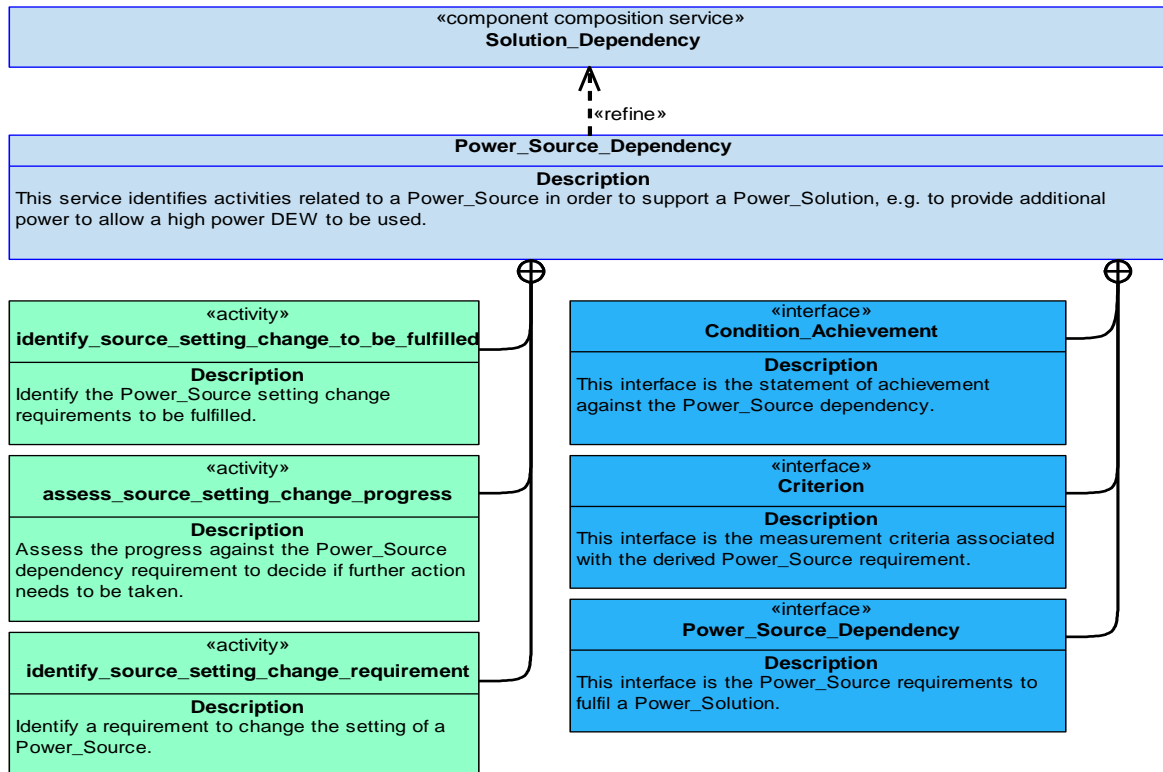 «component composition service»
Solution_Dependency
«refine»
Power_Source_Dependency
Description
This service identifies activities related to a Power_Source in order to support a Power_Solution, e.g. to provide additional
power to allow a high power DEW to be used.
«activity»
identify_source_setting_change_to_be_fulfilled
Description
Identify the Power_Source setting change
requirements to be fulfilled.
«activity»
assess_source_setting_change_progress
Description
Assess the progress against the Power_Source
dependency requirement to decide if further action
needs to be taken.
«activity»
identify_source_setting_change_requirement
Description
Identify a requirement to change the setting of a
Power_Source.
«interface»
Condition_Achievement
Description
This interface is the statement of achievement
against the Power_Source dependency.
«interface»
Criterion
Description
This interface is the measurement criteria associated
with the derived Power_Source requirement.
«interface»
Power_Source_Dependency
Description
This interface is the Power_Source requirements to
fulfil a Power_Solution.